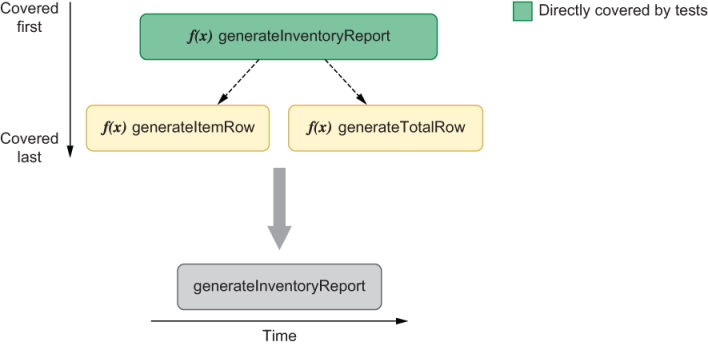 Covered
first
Directly covered by tests
f(x) generateInventoryReport
f(x) generateItemRow
f(x) generateTotalRow
Covered
last
generateInventoryReport
Time